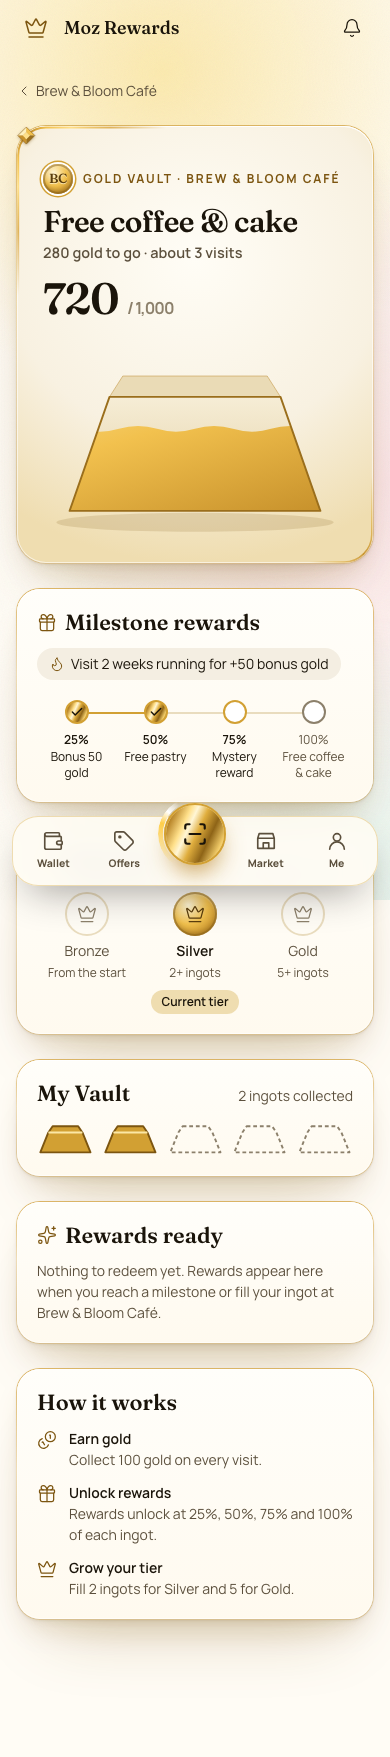 Moz Rewards
Brew & Bloom Café
BC GOLD VAULT · BREW & BLOOM CAFÉ
Free coffee & cake
280 gold to go · about 3 visits
720 / 1,000
Milestone rewards
Visit 2 weeks running for +50 bonus gold
25% 50% 75% 100%
Bonus 50 Free pastry Mystery Free coffee
gold reward & cake
Wallet Offers Market Me
Bronze Silver Gold
From the start 2+ ingots 5+ ingots
Current tier
My Vault 2 ingots collected
Rewards ready
Nothing to redeem yet. Rewards appear here
when you reach a milestone or fill your ingot at
Brew & Bloom Café.
How it works
Earn gold
Collect 100 gold on every visit.
Unlock rewards
Rewards unlock at 25%, 50%, 75% and 100%
of each ingot.
Grow your tier
Fill 2 ingots for Silver and 5 for Gold.